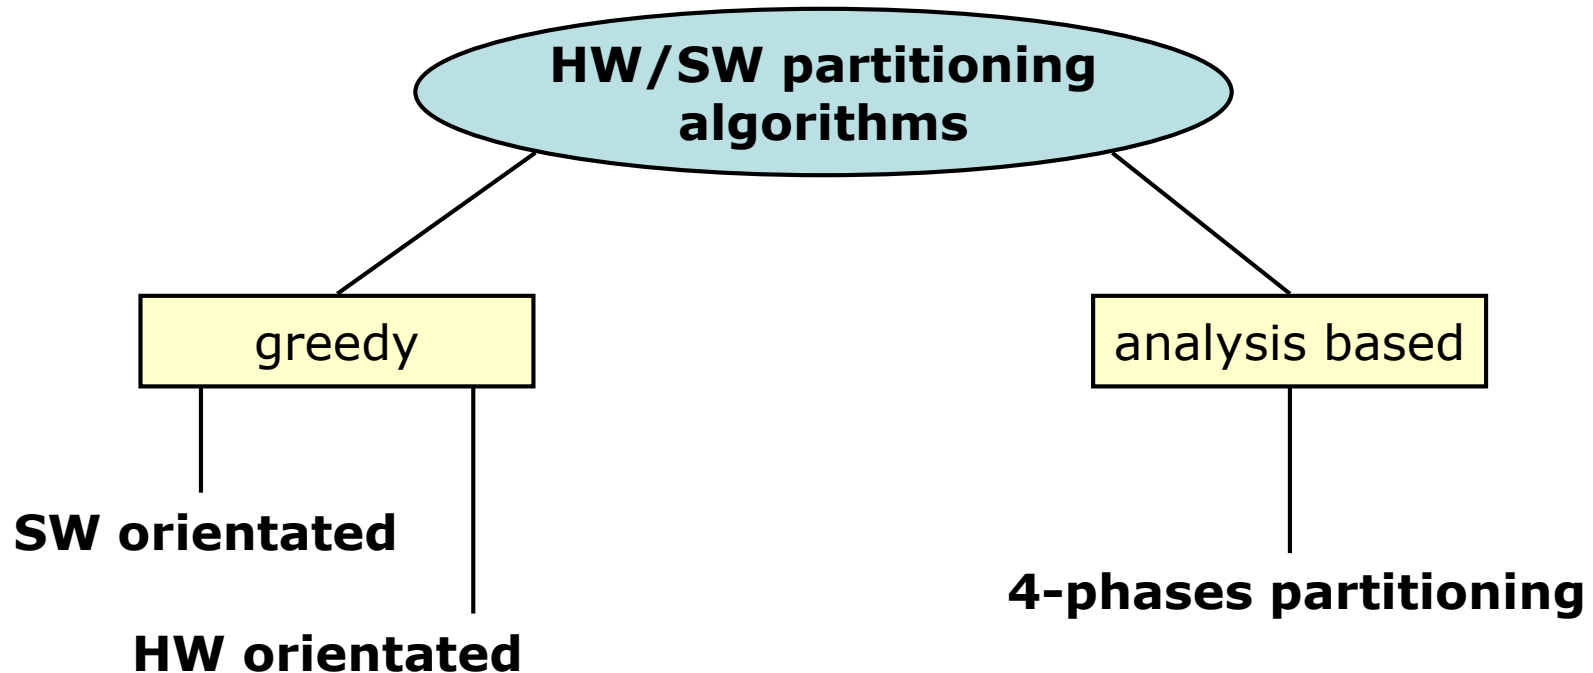 HW/SW partitioning
algorithms
greedy
analysis based
SW orientated
4-phases partitioning
HW orientated